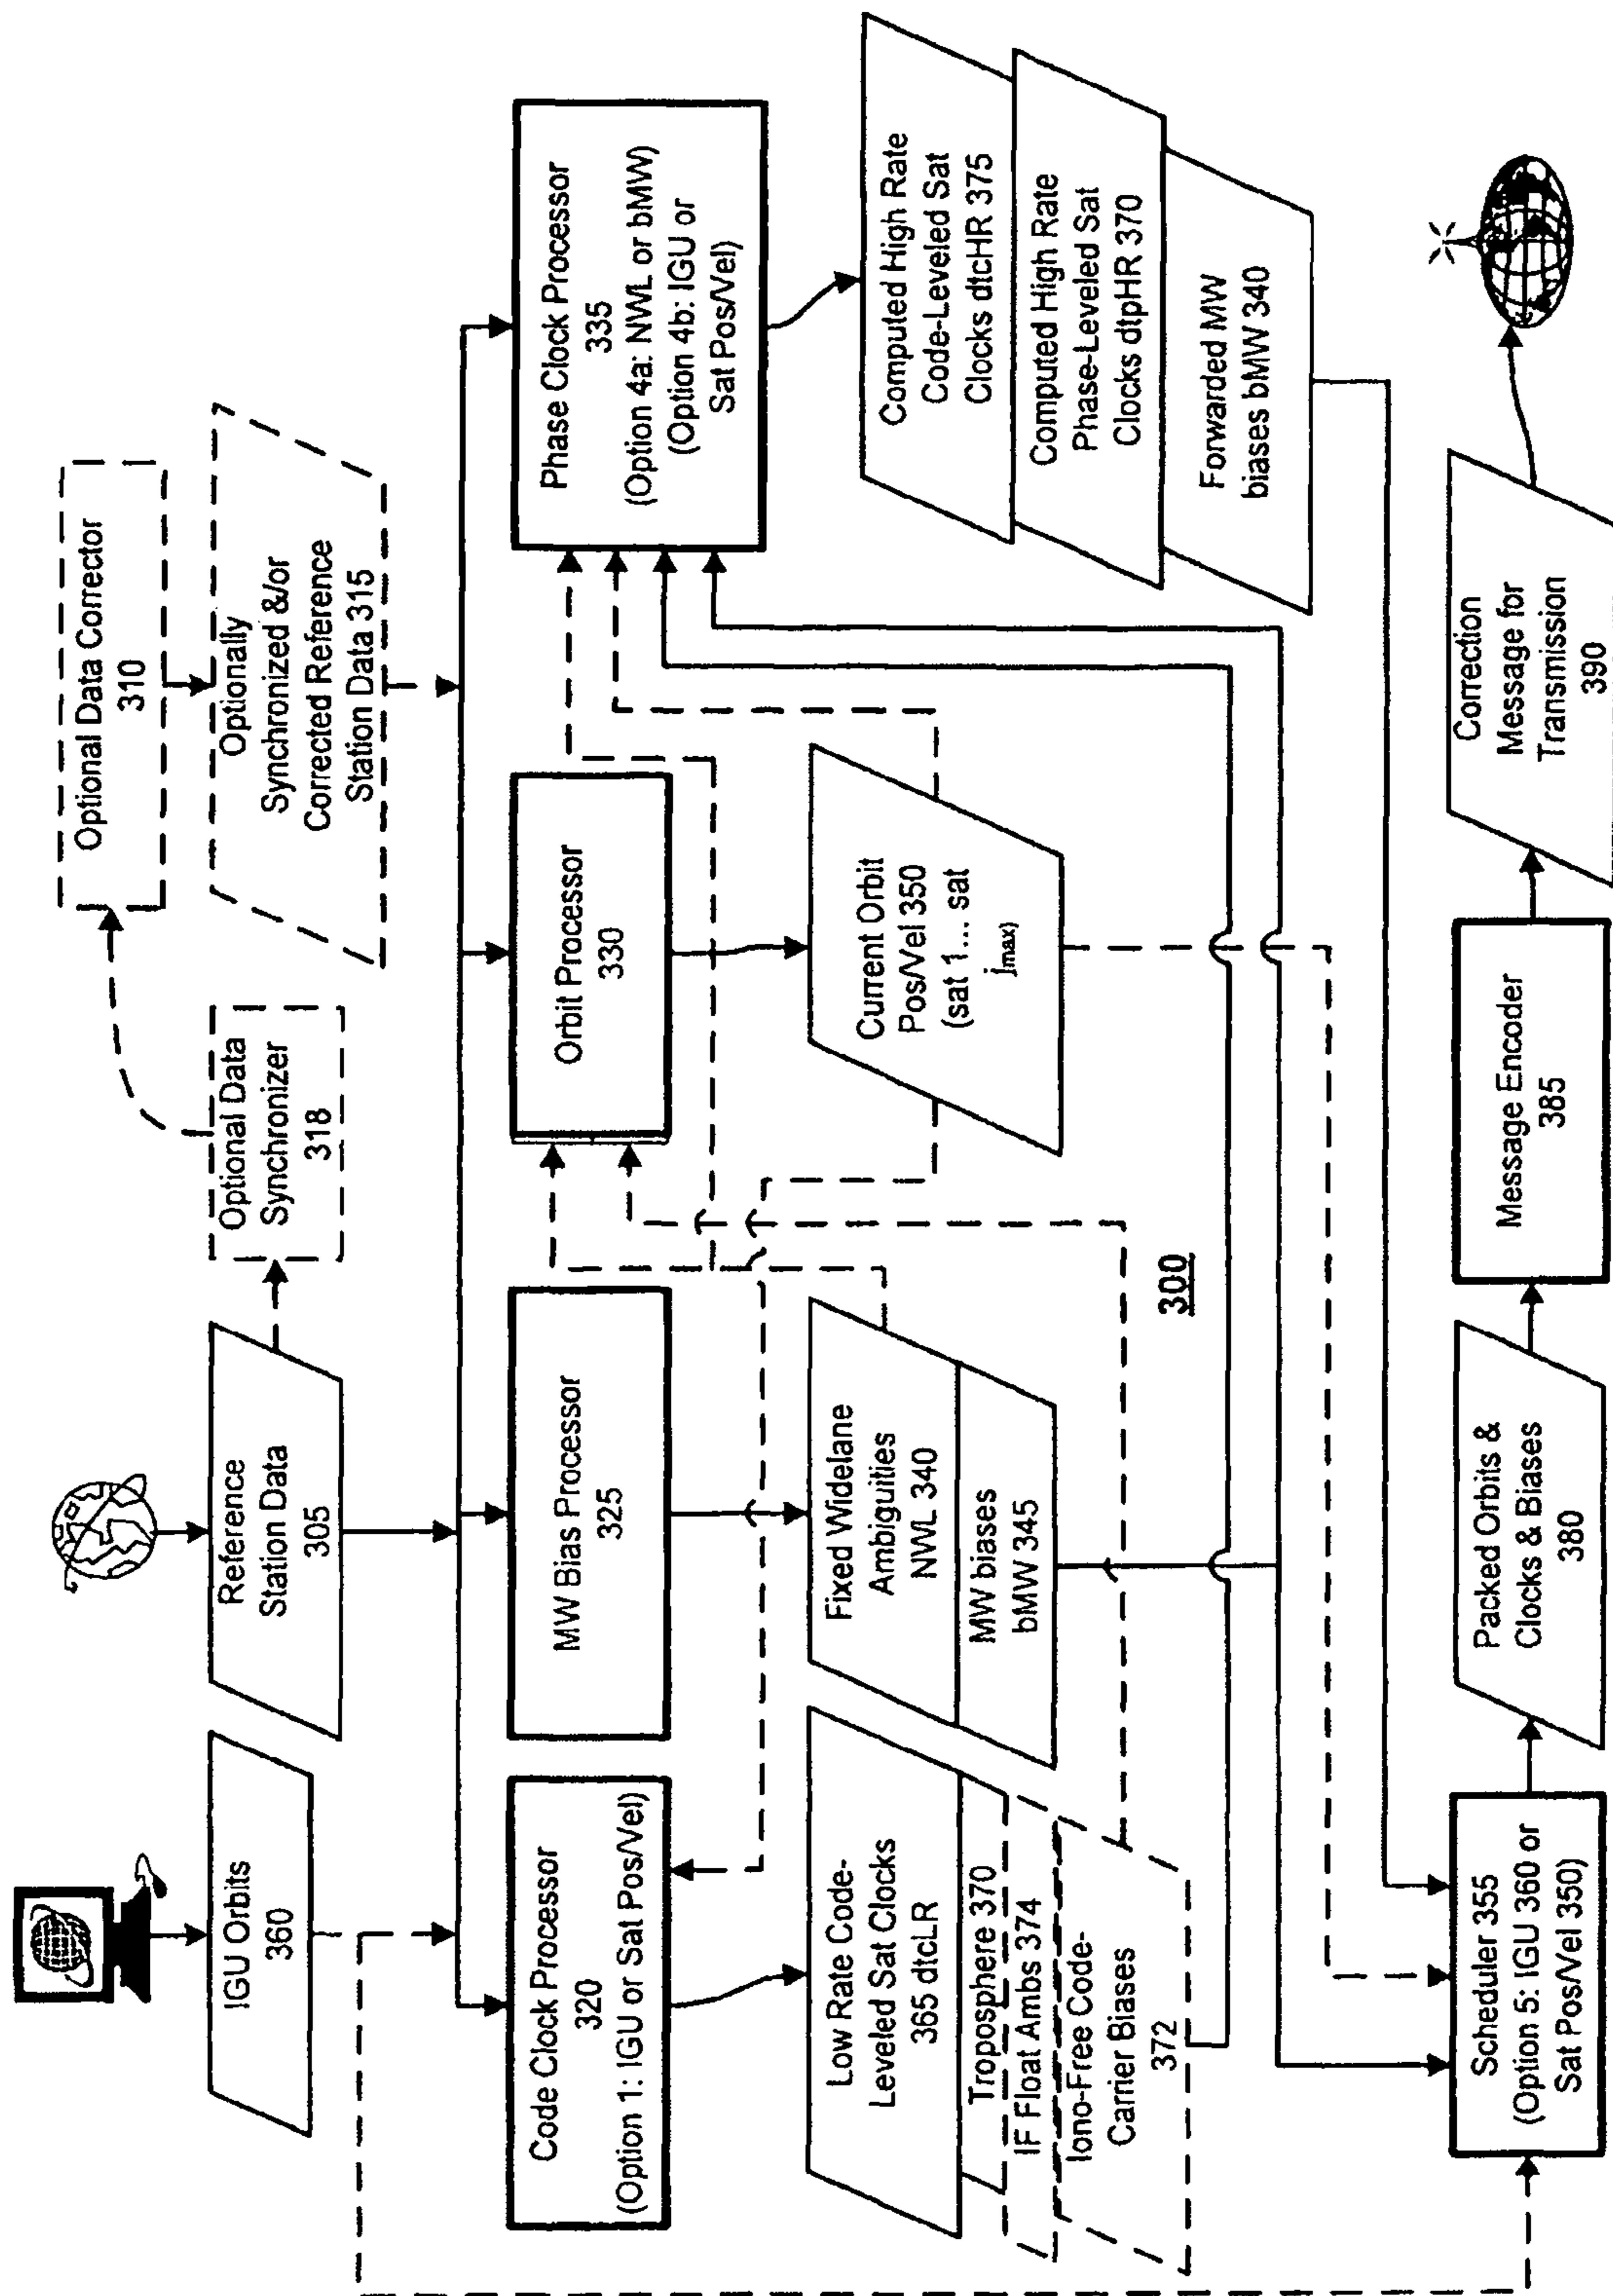 IGU Orbits
360
Reference
Station Data
305
Optional Data
Synchronizer
318
Optional Data Corrector
310
Optionally
Synchronized &/or
Corrected Reference
Station Data 315
Code Clock Processor
320
(Option 1: IGU or Sat Pos/Vel)
MW Bias Processor
325
Orbit Processor
330
Phase Clock Processor
335
(Option 4a: NWL or bMW)
(Option 4b: IGU or
Sat Pos/Vel)
Low Rate Code-
Leveled Sat Clocks
365 dtcLR
Troposphere 370
IF Float Ambs 374
Iono-Free Code-
Carrier Biases
372
Fixed Widelane
Ambiguities
NWL 340
MW biases
bMW 345
Current Orbit
Pos/Vel 350
(sat 1... sat
jmax)
Computed High Rate
Code-Leveled Sat
Clocks dtcHR 375
Computed High Rate
Phase-Leveled Sat
Clocks dtpHR 370
Forwarded MW
biases bMW 340
300
Scheduler 355
(Option 5: IGU 360 or
Sat Pos/Vel 350)
Packed Orbits &
Clocks & Biases
380
Message Encoder
385
Correction
Message for
Transmission
390